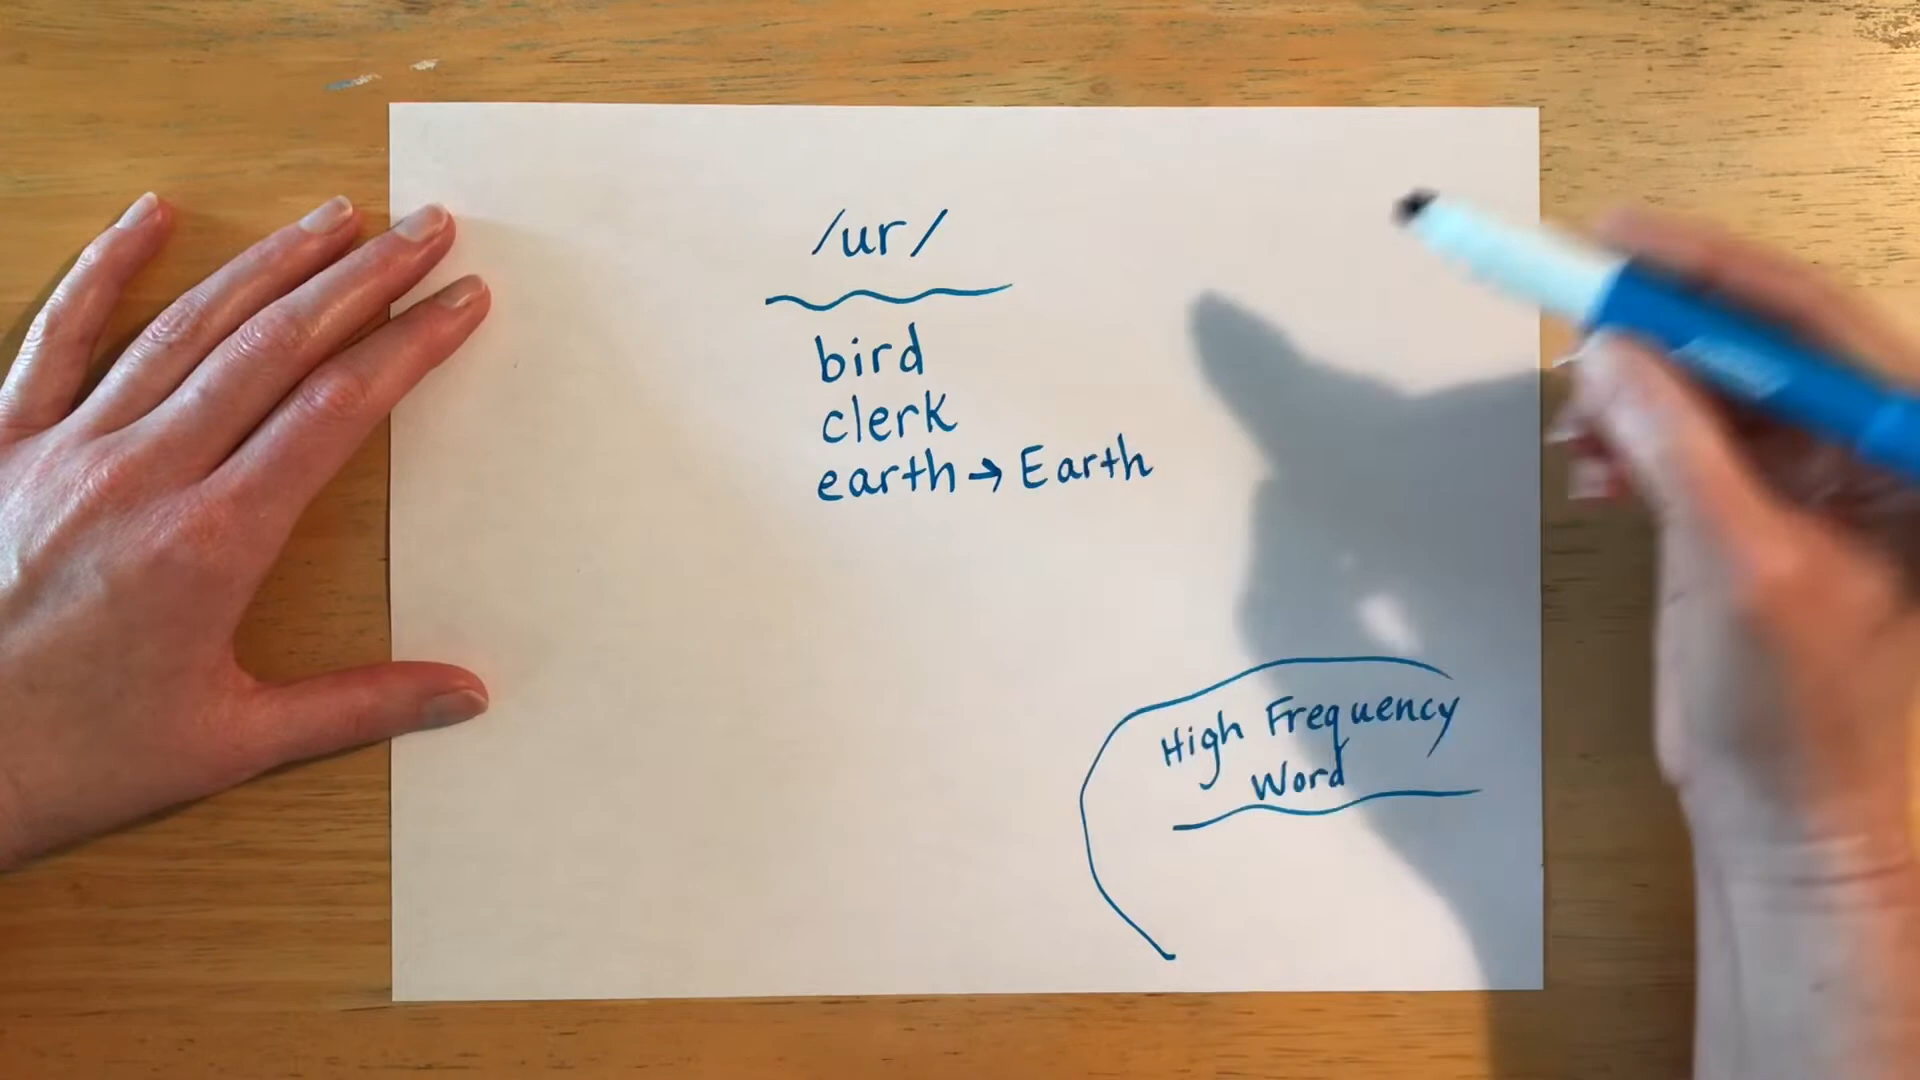 /ur/
bird
clerk
earth → Earth
High Frequency
Word